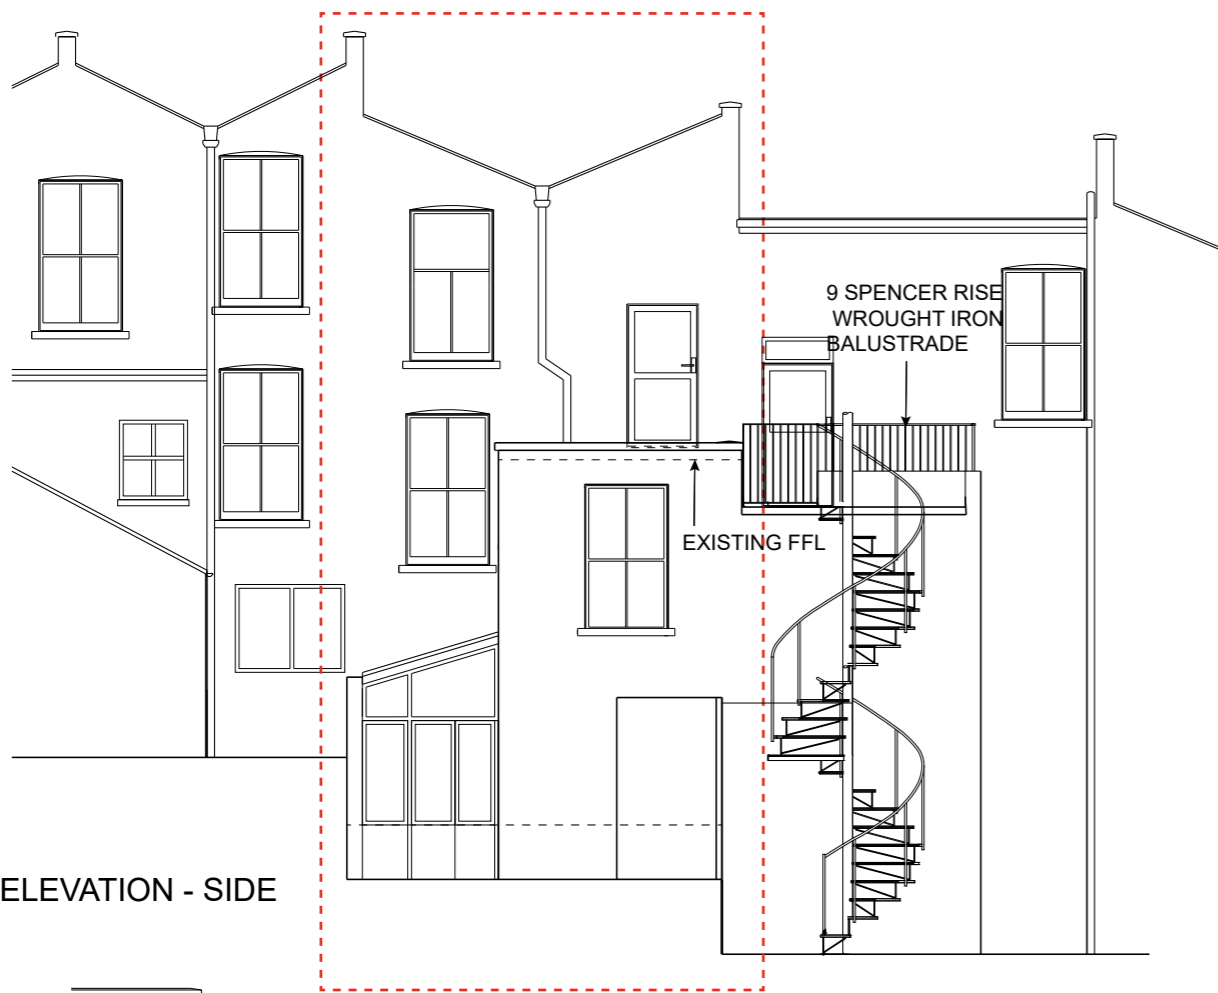 9 SPENCER RISE
WROUGHT IRON
BALUSTRADE
EXISTING FFL
ELEVATION - SIDE